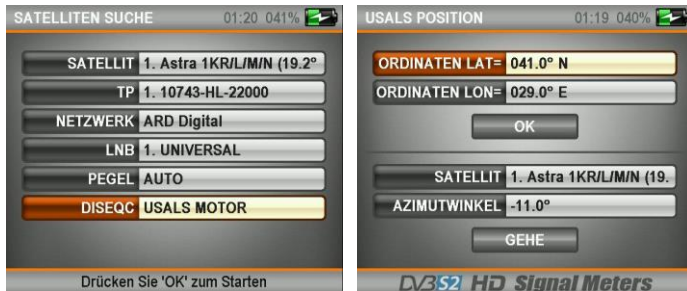 SATELLITEN SUCHE 01:20 041%
SATELLIT 1. Astra 1KR/L/M/N (19.2°
TP 1. 10743-HL-22000
NETZWERK ARD Digital
LNB 1. UNIVERSAL
PEGEL AUTO
DISEQC USALS MOTOR
Drücken Sie 'OK' zum Starten
USALS POSITION 01:19 040%
ORDINATEN LAT= 041.0° N
ORDINATEN LON= 029.0° E
OK
SATELLIT 1. Astra 1KR/L/M/N (19.
AZIMUTWINKEL -11.0°
GEHE
DVB S2 HD Signal Meters